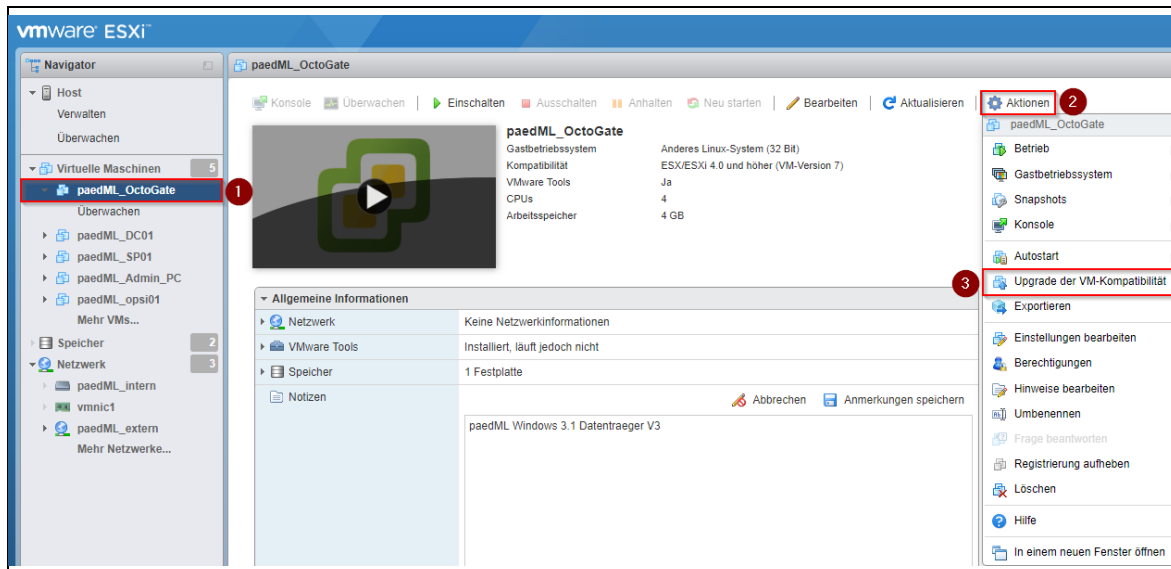 vmware ESXi™
Navigator
Host
Verwalten
Überwachen
Virtuelle Maschinen 5
paedML_OctoGate 1
Überwachen
paedML_DC01
paedML_SP01
paedML_Admin_PC
paedML_opsi01
Mehr VMs...
Speicher 2
Netzwerk 3
paedML_intern
vmnic1
paedML_extern
Mehr Netzwerke...
paedML_OctoGate
Konsole Überwachen Einschalten Ausschalten Anhalten Neu starten Bearbeiten Aktualisieren Aktionen 2
paedML_OctoGate
Gastbetriebssystem Anderes Linux-System (32 Bit)
Kompatibilität ESX/ESXi 4.0 und höher (VM-Version 7)
VMware Tools Ja
CPUs 4
Arbeitsspeicher 4 GB
Allgemeine Informationen
Netzwerk Keine Netzwerkinformationen
VMware Tools Installiert, läuft jedoch nicht
Speicher 1 Festplatte
Notizen Abbrechen Anmerkungen speichern
paedML Windows 3.1 Datentraeger V3
paedML_OctoGate
Betrieb
Gastbetriebssystem
Snapshots
Konsole
Autostart
3 Upgrade der VM-Kompatibilität
Exportieren
Einstellungen bearbeiten
Berechtigungen
Hinweise bearbeiten
Umbenennen
Frage beantworten
Registrierung aufheben
Löschen
Hilfe
In einem neuen Fenster öffnen